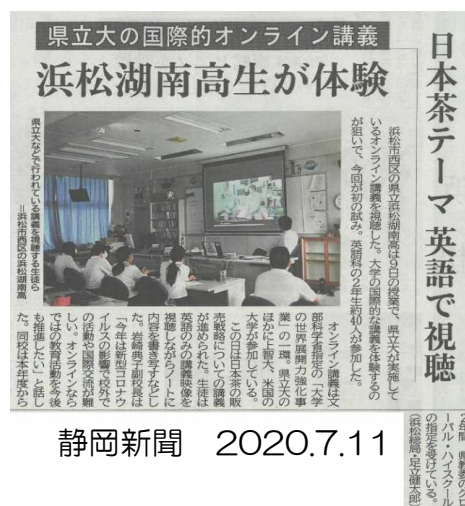 県立大の国際的オンライン講義
浜松湖南高生が体験
日本茶テーマ 英語で視聴
浜松市西区の県立浜松湖南高は9日の授業で、県立大が実施して
いるオンライン講義を視聴した。大学の国際的な講義を体験するの
が狙いで、今回が初の試み。英語科の2年生約40人が参加した。
県立大などで行われている講義を視聴する生徒ら
＝浜松市西区の浜松湖南高
オンライン講義は文
部科学省指定の「大学
の世界展開力強化事
業」の一環。県立大の
ほかに上智大、米国の
大学が参加している。
この日は日本茶の販
売戦略についての講義
が進められた。生徒は
英語のみの講義映像を
視聴しながらノートに
内容を書き写すなどし
た。岩崎典子副校長は
「今年は新型コロナウ
イルスの影響で校外で
の活動や国際交流が難
しい。オンラインなら
ではの教育活動を今後
も推進したい」と話し
た。同校は本年度から
2年間、県教委のグロ
ーバル・ハイスクール
の指定を受けている。
（浜松総局・足立健太郎）
静岡新聞　2020.7.11